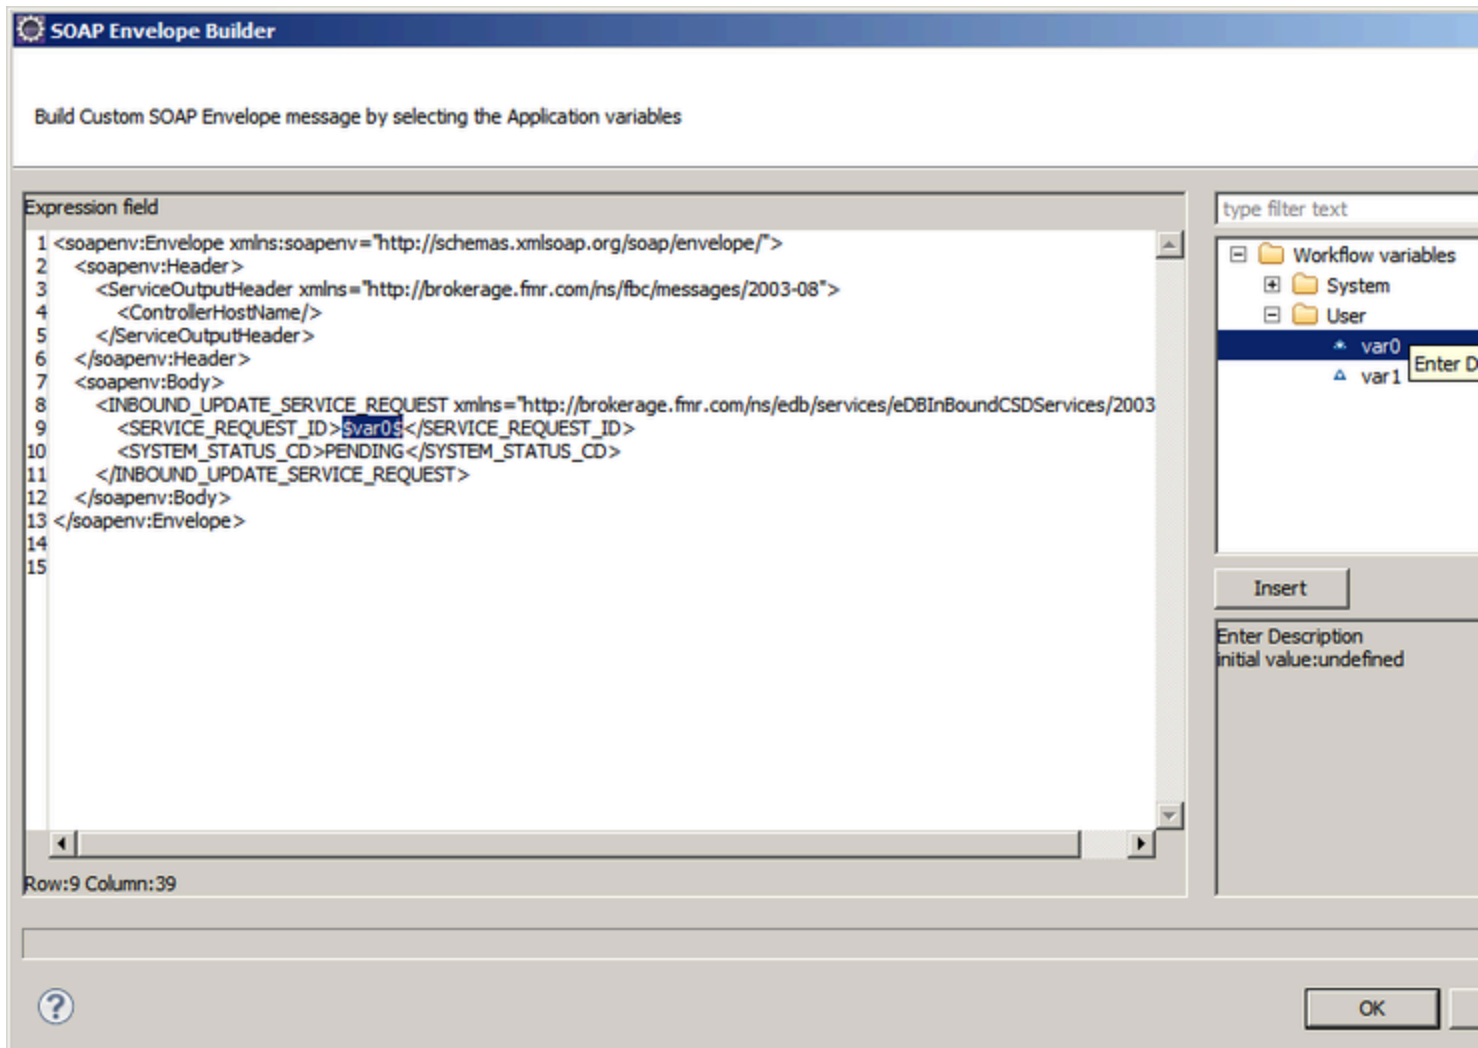 SOAP Envelope Builder
Build Custom SOAP Envelope message by selecting the Application variables
Expression field
1 <soapenv:Envelope xmlns:soapenv="http://schemas.xmlsoap.org/soap/envelope/">
2 <soapenv:Header>
3 <ServiceOutputHeader xmlns="http://brokerage.fmr.com/ns/fbc/messages/2003-08">
4 <ControllerHostName/>
5 </ServiceOutputHeader>
6 </soapenv:Header>
7 <soapenv:Body>
8 <INBOUND_UPDATE_SERVICE_REQUEST xmlns="http://brokerage.fmr.com/ns/edb/services/eDBInBoundCSDServices/2003
9 <SERVICE_REQUEST_ID>$var0$</SERVICE_REQUEST_ID>
10 <SYSTEM_STATUS_CD>PENDING</SYSTEM_STATUS_CD>
11 </INBOUND_UPDATE_SERVICE_REQUEST>
12 </soapenv:Body>
13 </soapenv:Envelope>
14
15
Row:9 Column:39
type filter text
Workflow variables
System
User
var0
Enter D
var1
Insert
Enter Description
initial value:undefined
?
OK